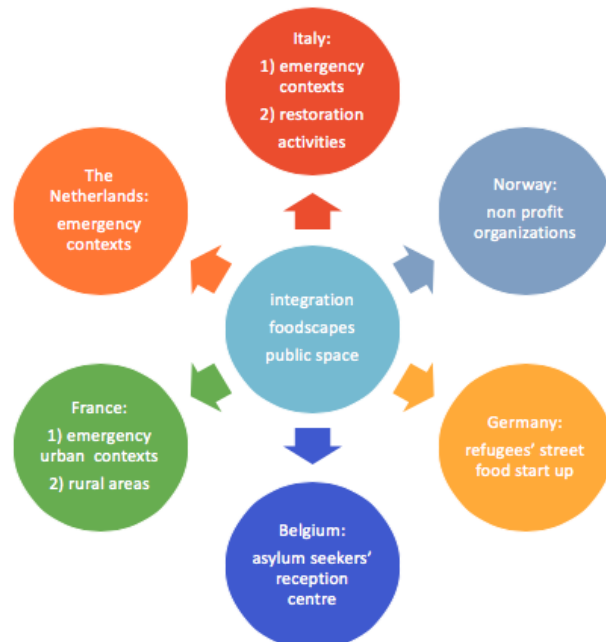 Italy:
1) emergency
contexts
2) restoration
activities
The
Netherlands:
emergency
contexts
Norway:
non profit
organizations
integration
foodscapes
public space
France:
1) emergency
urban contexts
2) rural areas
Germany:
refugees’ street
food start up
Belgium:
asylum seekers’
reception
centre